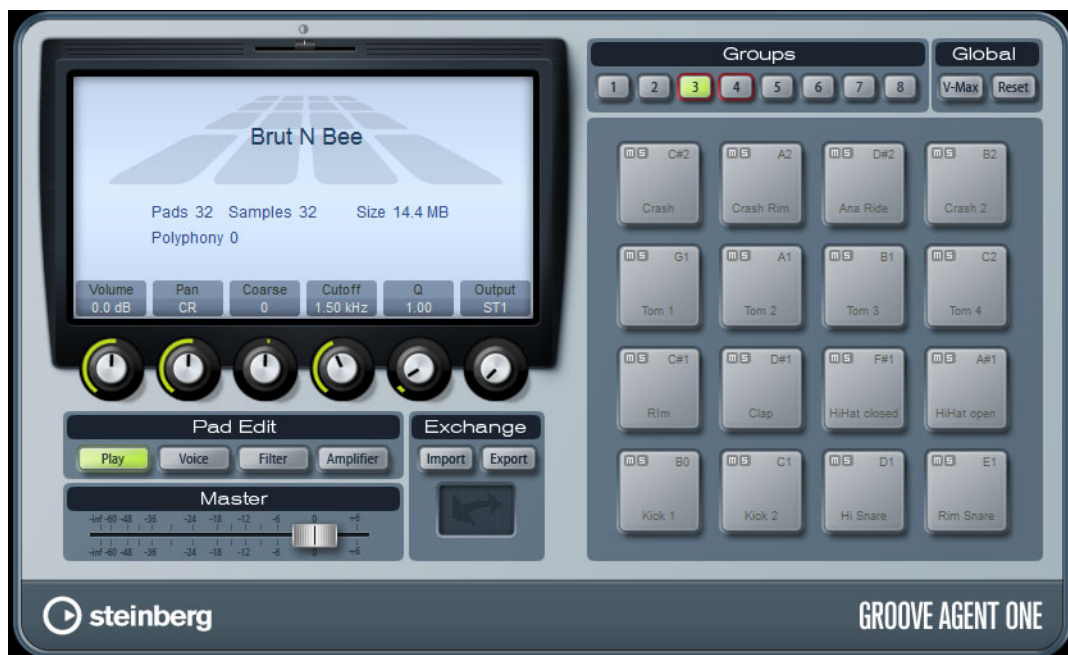 Brut N Bee
Pads 32 Samples 32 Size 14.4 MB
Polyphony 0
Volume Pan Coarse Cutoff Q Output
0.0 dB CR 0 1.50 kHz 1.00 ST1
Pad Edit
Play Voice Filter Amplifier
Exchange
Import Export
Master
-inf -60 -48 -36 -24 -18 -12 -6 0 +6
-inf -60 -48 -36 -24 -18 -12 -6 0 +6
Groups
1 2 3 4 5 6 7 8
Global
V-Max Reset
m S C#2 m S A2 m S D#2 m S B2
Crash Crash Rim Ana Ride Crash 2
m S G1 m S A1 m S B1 m S C2
Tom 1 Tom 2 Tom 3 Tom 4
m S C#1 m S D#1 m S F#1 m S A#1
RIm Clap HiHat closed HiHat open
m S B0 m S C1 m S D1 m S E1
Kick 1 Kick 2 Hi Snare Rim Snare
steinberg
GROOVE AGENT ONE